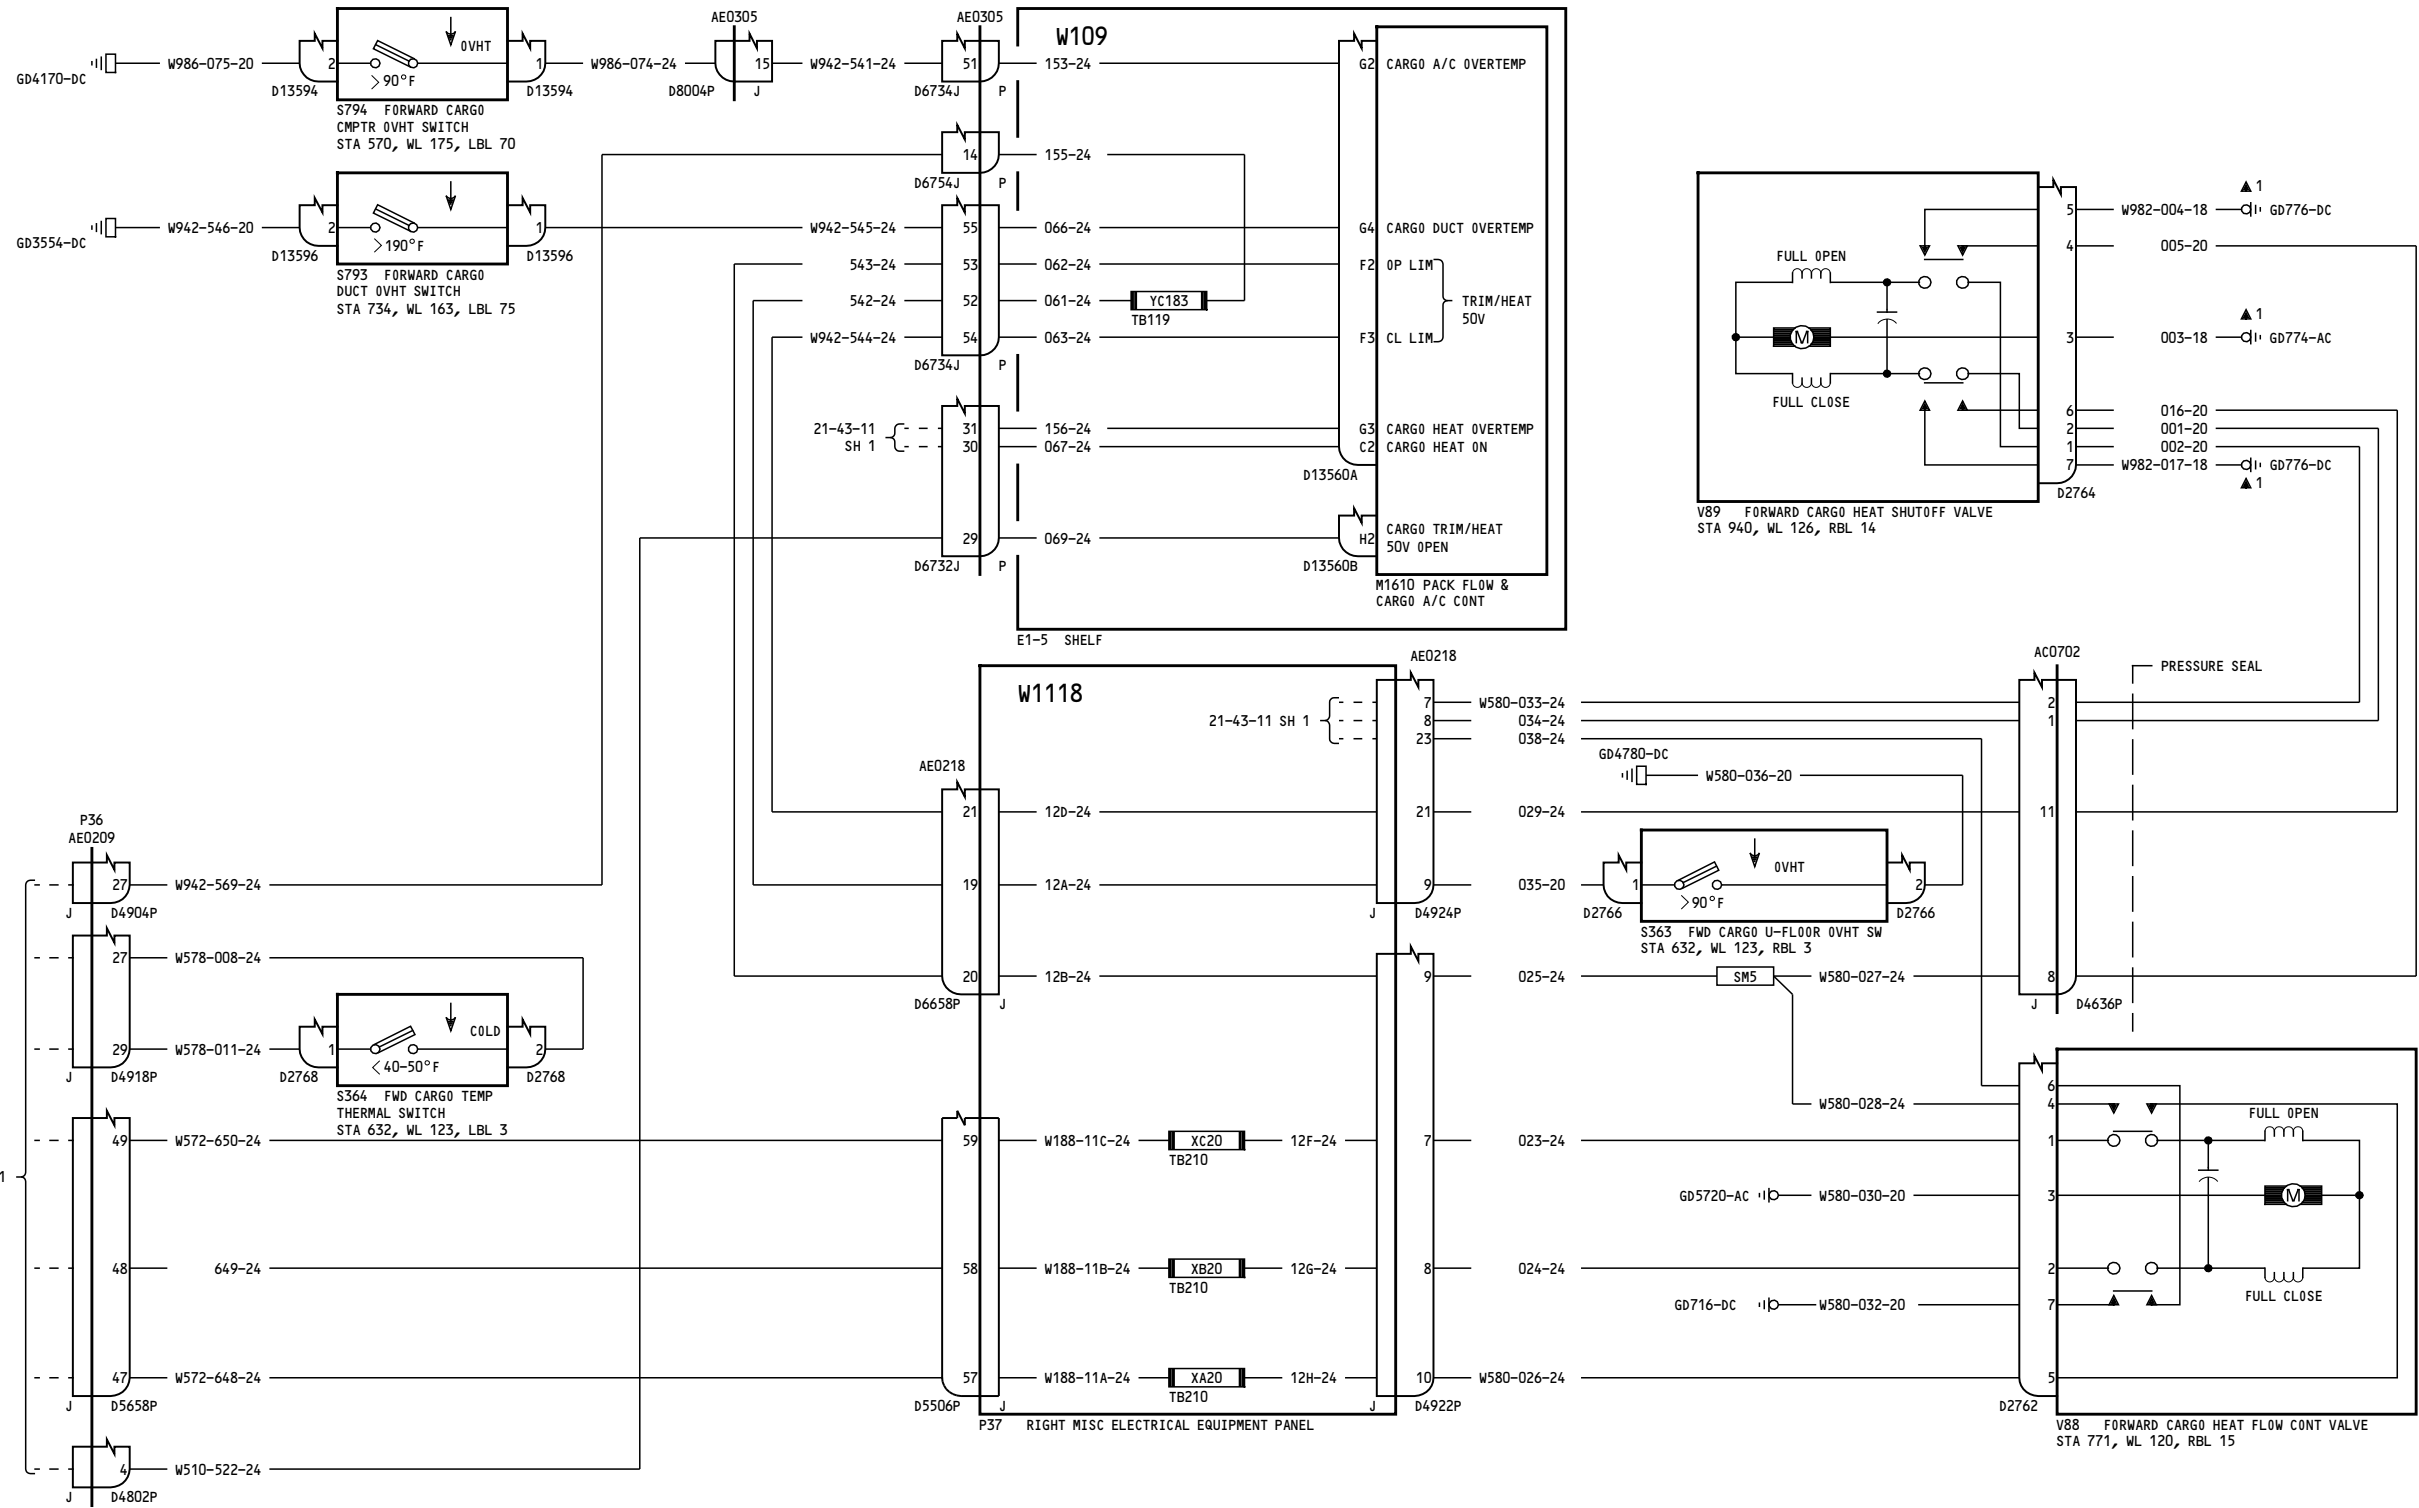 AE0305
AE0305
W109
GD4170-DC
W986-075-20
2
OVHT
>90°F
1
D13594
D13594
W986-074-24
15
D8004P
J
W942-541-24
51
D6734J
P
153-24
G2
CARGO A/C OVERTEMP
S794 FORWARD CARGO
CMPTR OVHT SWITCH
STA 570, WL 175, LBL 70
14
155-24
D6754J
P
GD3554-DC
W942-546-20
2
>190°F
1
D13596
D13596
S793 FORWARD CARGO
DUCT OVHT SWITCH
STA 734, WL 163, LBL 75
W942-545-24
55
066-24
G4
CARGO DUCT OVERTEMP
543-24
53
062-24
F2
OP LIM
542-24
52
061-24
YC183
TB119
TRIM/HEAT
SOV
W942-544-24
54
063-24
F3
CL LIM
D6734J
P
21-43-11
SH 1
31
156-24
G3
CARGO HEAT OVERTEMP
30
067-24
C2
CARGO HEAT ON
D13560A
29
069-24
H2
CARGO TRIM/HEAT
SOV OPEN
D6732J
P
D13560B
M1610 PACK FLOW &
CARGO A/C CONT
E1-5 SHELF
FULL OPEN
M
FULL CLOSE
5
W982-004-18
1
GD776-DC
4
005-20
3
003-18
1
GD774-AC
6
016-20
2
001-20
1
002-20
7
W982-017-18
GD776-DC
1
D2764
V89 FORWARD CARGO HEAT SHUTOFF VALVE
STA 940, WL 126, RBL 14
W1118
AE0218
AC0702
PRESSURE SEAL
21-43-11 SH 1
7
W580-033-24
2
8
034-24
1
23
038-24
GD4780-DC
W580-036-20
AE0218
21
12D-24
21
029-24
11
19
12A-24
9
035-20
1
OVHT
>90°F
2
J
D4924P
D2766
D2766
S363 FWD CARGO U-FLOOR OVHT SW
STA 632, WL 123, RBL 3
20
12B-24
9
025-24
SM5
W580-027-24
8
D6658P
J
J
D4636P
P36
AE0209
27
W942-569-24
J
D4904P
27
W578-008-24
29
W578-011-24
1
COLD
<40-50°F
2
J
D4918P
D2768
D2768
S364 FWD CARGO TEMP
THERMAL SWITCH
STA 632, WL 123, LBL 3
6
W580-028-24
4
FULL OPEN
49
W572-650-24
59
W188-11C-24
XC20
TB210
12F-24
7
023-24
1
1
GD5720-AC
W580-030-20
3
M
48
649-24
58
W188-11B-24
XB20
TB210
12G-24
8
024-24
2
GD716-DC
W580-032-20
7
FULL CLOSE
47
W572-648-24
57
W188-11A-24
XA20
TB210
12H-24
10
W580-026-24
5
J
D5658P
D5506P
J
J
D4922P
D2762
P37 RIGHT MISC ELECTRICAL EQUIPMENT PANEL
V88 FORWARD CARGO HEAT FLOW CONT VALVE
STA 771, WL 120, RBL 15
4
W510-522-24
J
D4802P